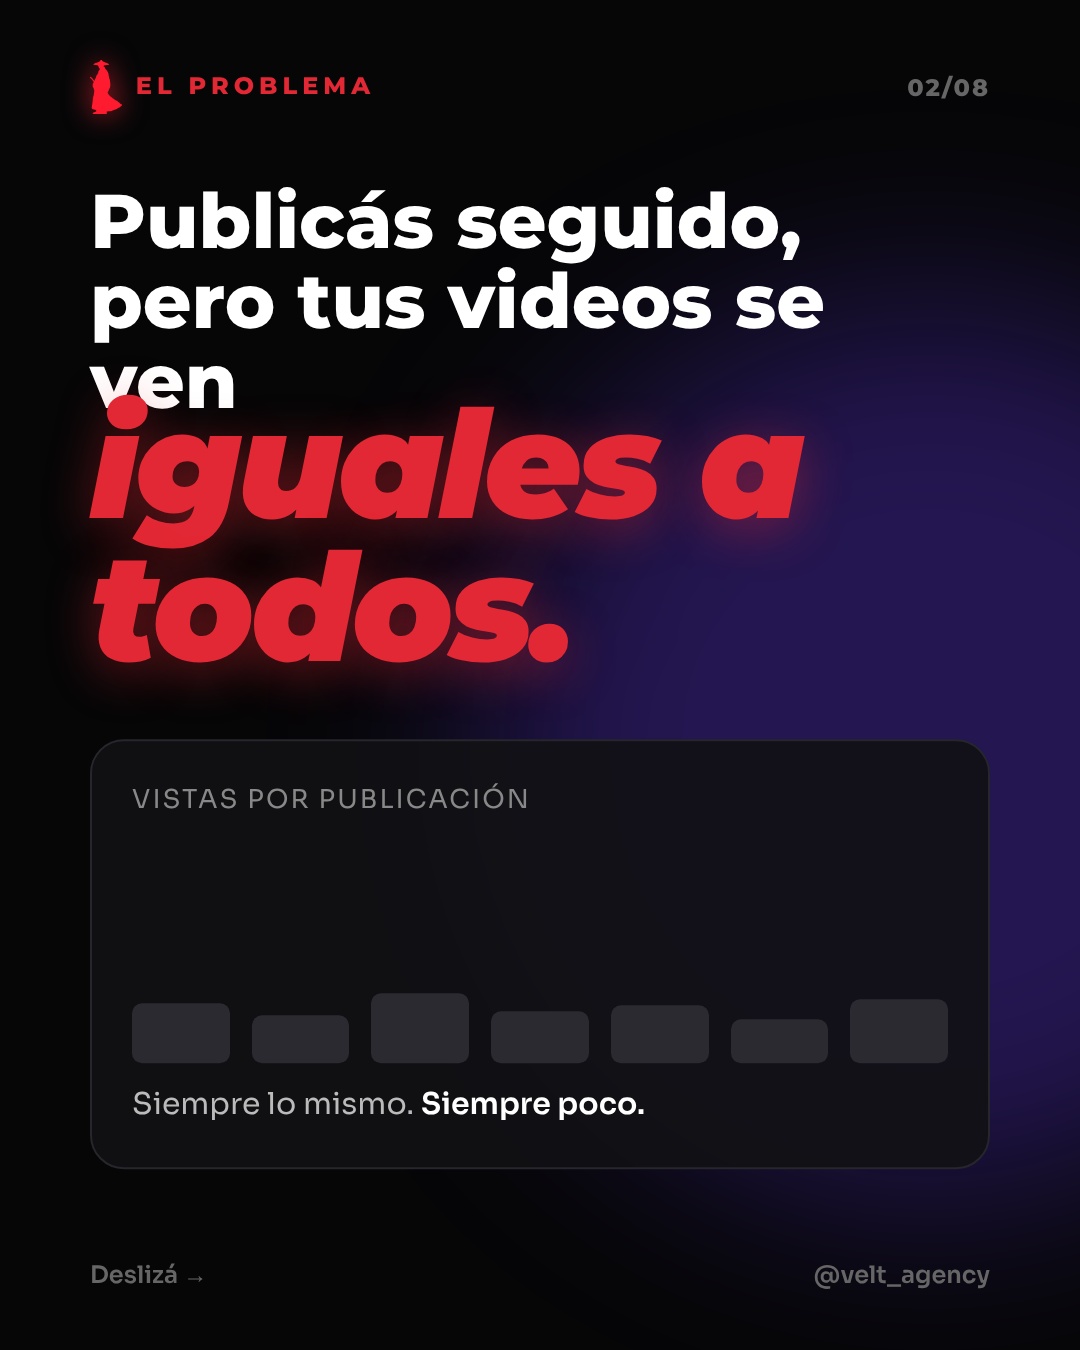 EL PROBLEMA
02/08
Publicás seguido,
pero tus videos se
ven
iguales a
todos.
VISTAS POR PUBLICACIÓN
Siempre lo mismo. Siempre poco.
Deslizá →
@velt_agency